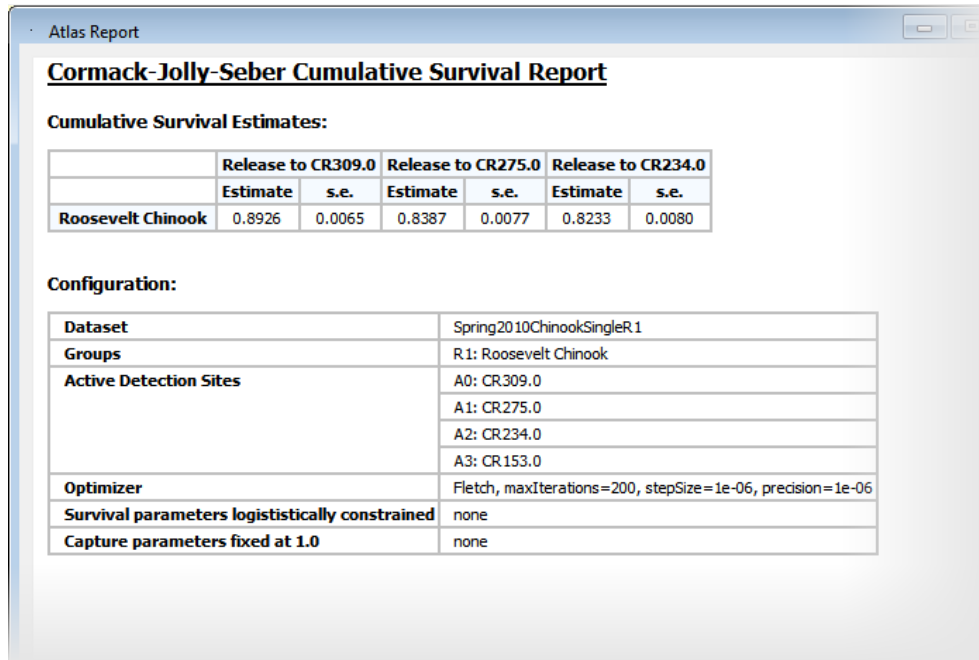 Atlas Report
Cormack-Jolly-Seber Cumulative Survival Report
Cumulative Survival Estimates:
Release to CR309.0 Release to CR275.0 Release to CR234.0
Estimate s.e. Estimate s.e. Estimate s.e.
Roosevelt Chinook 0.8926 0.0065 0.8387 0.0077 0.8233 0.0080
Configuration:
Dataset Spring2010ChinookSingleR1
Groups R1: Roosevelt Chinook
Active Detection Sites A0: CR309.0
A1: CR275.0
A2: CR234.0
A3: CR153.0
Optimizer Fletch, maxIterations=200, stepSize=1e-06, precision=1e-06
Survival parameters logististically constrained none
Capture parameters fixed at 1.0 none